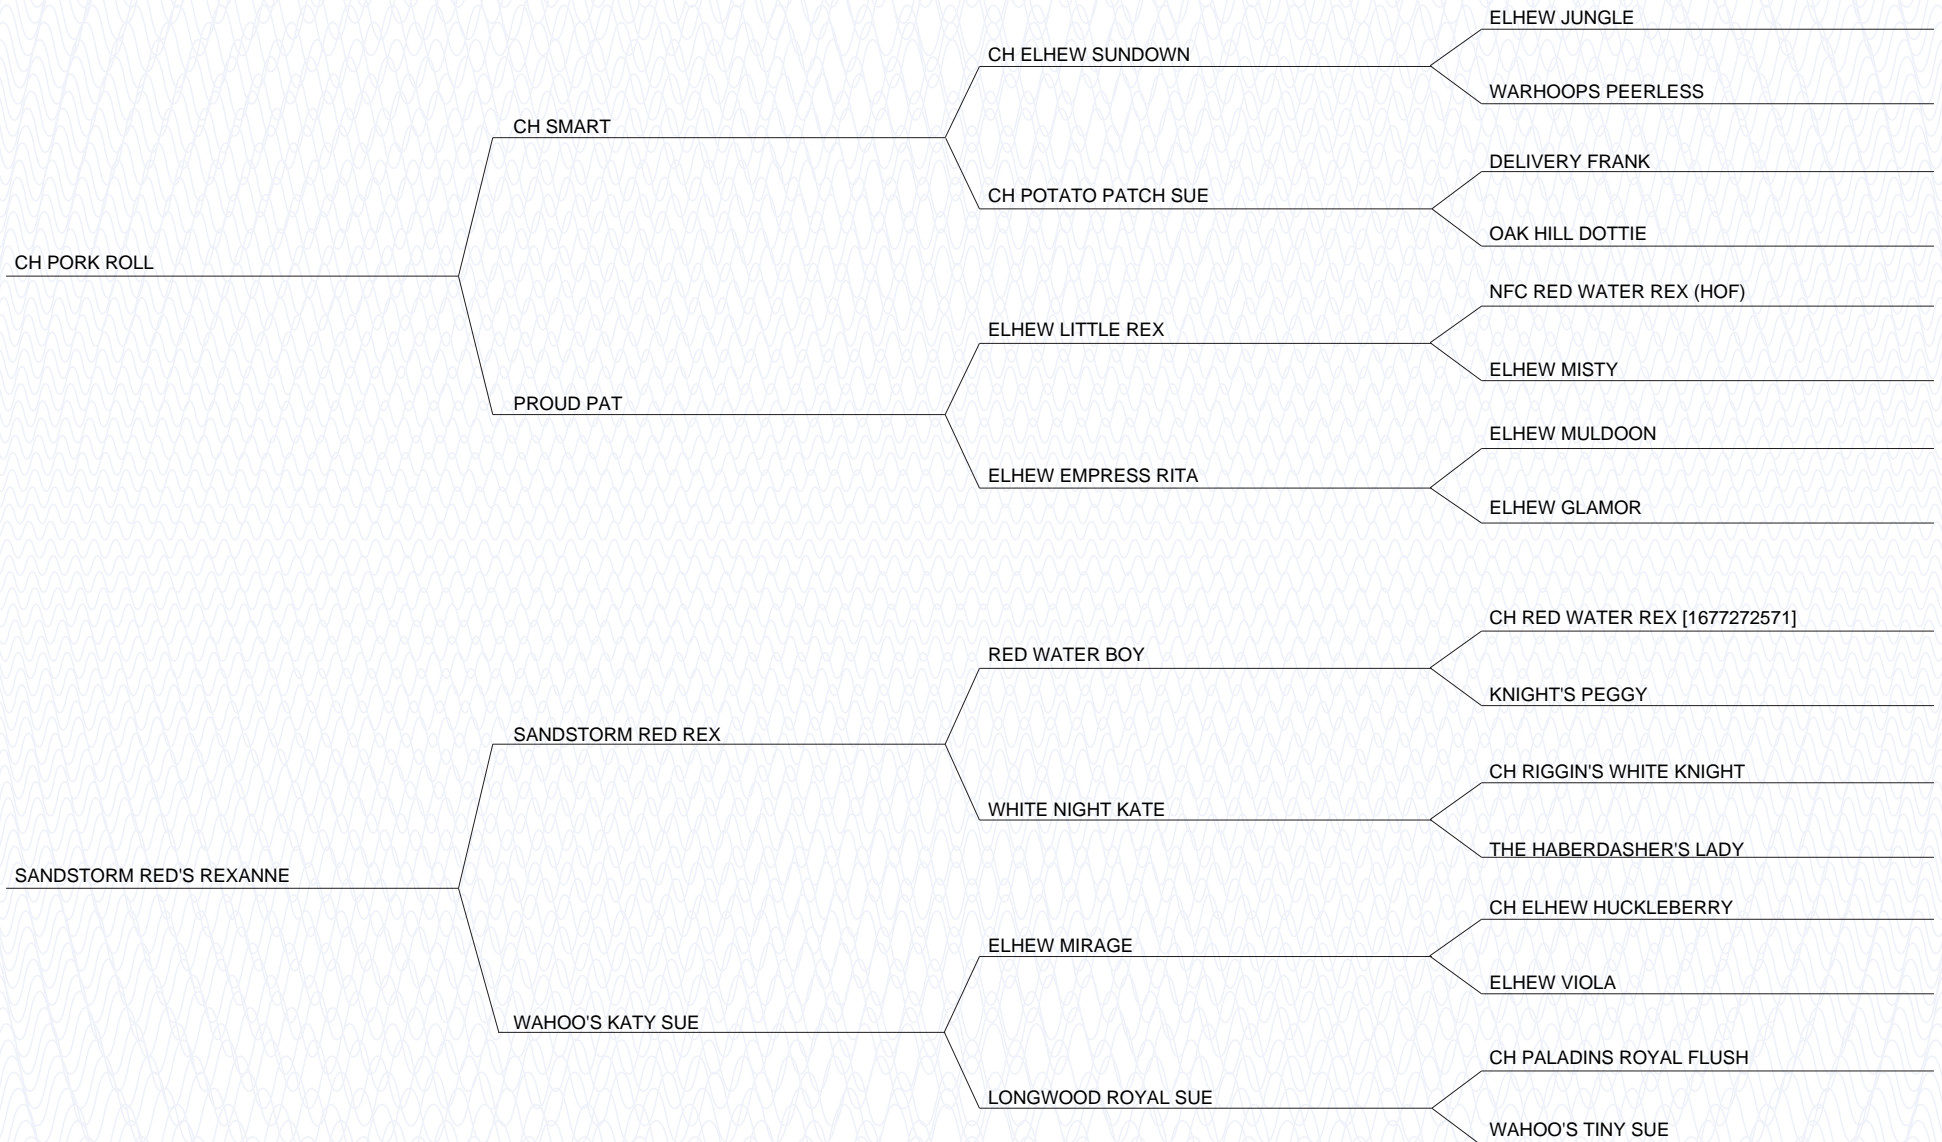 ELHEW JUNGLE
CH ELHEW SUNDOWN
WARHOOPS PEERLESS
CH SMART
DELIVERY FRANK
CH POTATO PATCH SUE
OAK HILL DOTTIE
CH PORK ROLL
NFC RED WATER REX (HOF)
ELHEW LITTLE REX
ELHEW MISTY
PROUD PAT
ELHEW MULDOON
ELHEW EMPRESS RITA
ELHEW GLAMOR
CH RED WATER REX [1677272571]
RED WATER BOY
KNIGHT'S PEGGY
SANDSTORM RED REX
CH RIGGIN'S WHITE KNIGHT
WHITE NIGHT KATE
THE HABERDASHER'S LADY
SANDSTORM RED'S REXANNE
CH ELHEW HUCKLEBERRY
ELHEW MIRAGE
ELHEW VIOLA
WAHOO'S KATY SUE
CH PALADINS ROYAL FLUSH
LONGWOOD ROYAL SUE
WAHOO'S TINY SUE